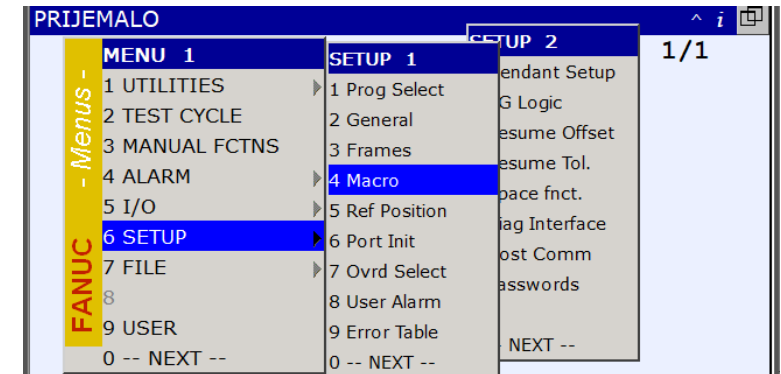 PRIJEMALO
^ i
1/1
FANUC - Menus -
MENU 1
1 UTILITIES
2 TEST CYCLE
3 MANUAL FCTNS
4 ALARM
5 I/O
6 SETUP
7 FILE
8
9 USER
0 -- NEXT --
SETUP 1
1 Prog Select
2 General
3 Frames
4 Macro
5 Ref Position
6 Port Init
7 Ovrd Select
8 User Alarm
9 Error Table
0 -- NEXT --
SETUP 2
endant Setup
G Logic
esume Offset
esume Tol.
pace fnct.
iag Interface
ost Comm
asswords
NEXT --